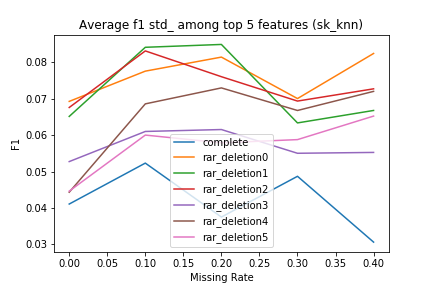 Average f1 std_ among top 5 features (sk_knn)
0.08
0.07
0.06
0.05
0.04
0.03
F1
complete
rar_deletion0
rar_deletion1
rar_deletion2
rar_deletion3
rar_deletion4
rar_deletion5
0.00 0.05 0.10 0.15 0.20 0.25 0.30 0.35 0.40
Missing Rate